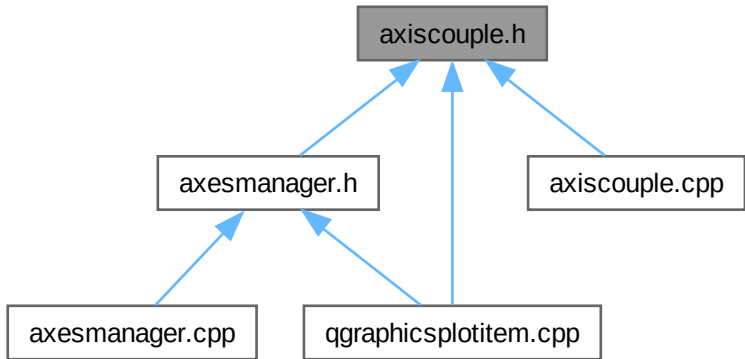 axiscouple.h
axesmanager.h
axiscouple.cpp
axesmanager.cpp
qgraphicsplotitem.cpp